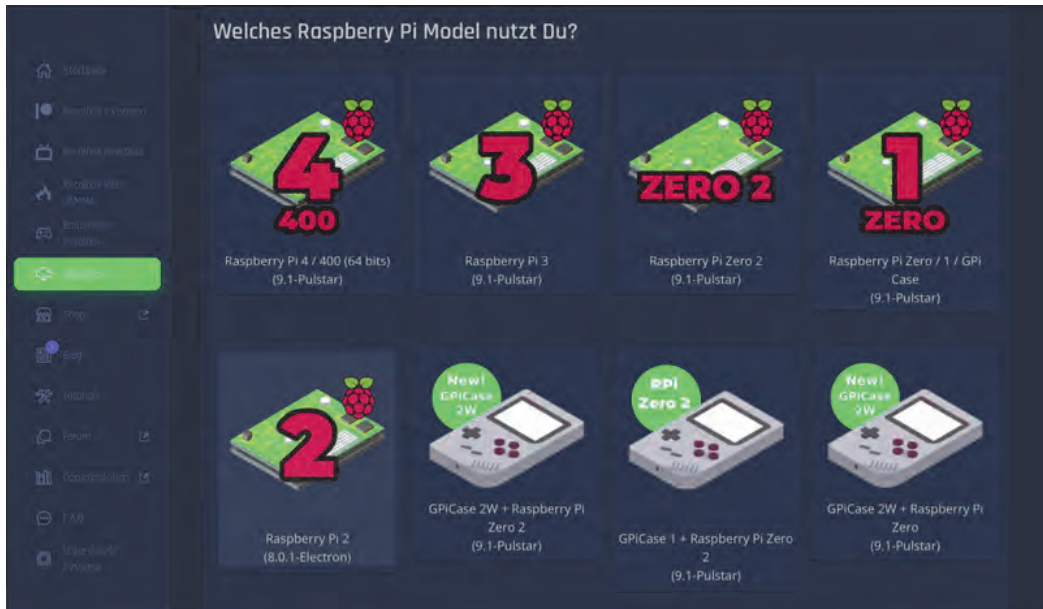 Welches Raspberry Pi Model nutzt Du?
Startseite
Shop
Blog
Tutorials
Forum
Dokumentation
FAQ
4
400
Raspberry Pi 4 / 400 (64 bits)
(9.1-Pulstar)
3
Raspberry Pi 3
(9.1-Pulstar)
ZERO 2
Raspberry Pi Zero 2
(9.1-Pulstar)
1
ZERO
Raspberry Pi Zero / 1 / GPi
Case
(9.1-Pulstar)
2
Raspberry Pi 2
(8.0.1-Electron)
New!
GPiCase
2W
GPiCase 2W + Raspberry Pi
Zero 2
(9.1-Pulstar)
RPi
Zero 2
GPiCase 1 + Raspberry Pi Zero
2
(9.1-Pulstar)
New!
GPiCase
2W
GPiCase 2W + Raspberry Pi
Zero
(9.1-Pulstar)